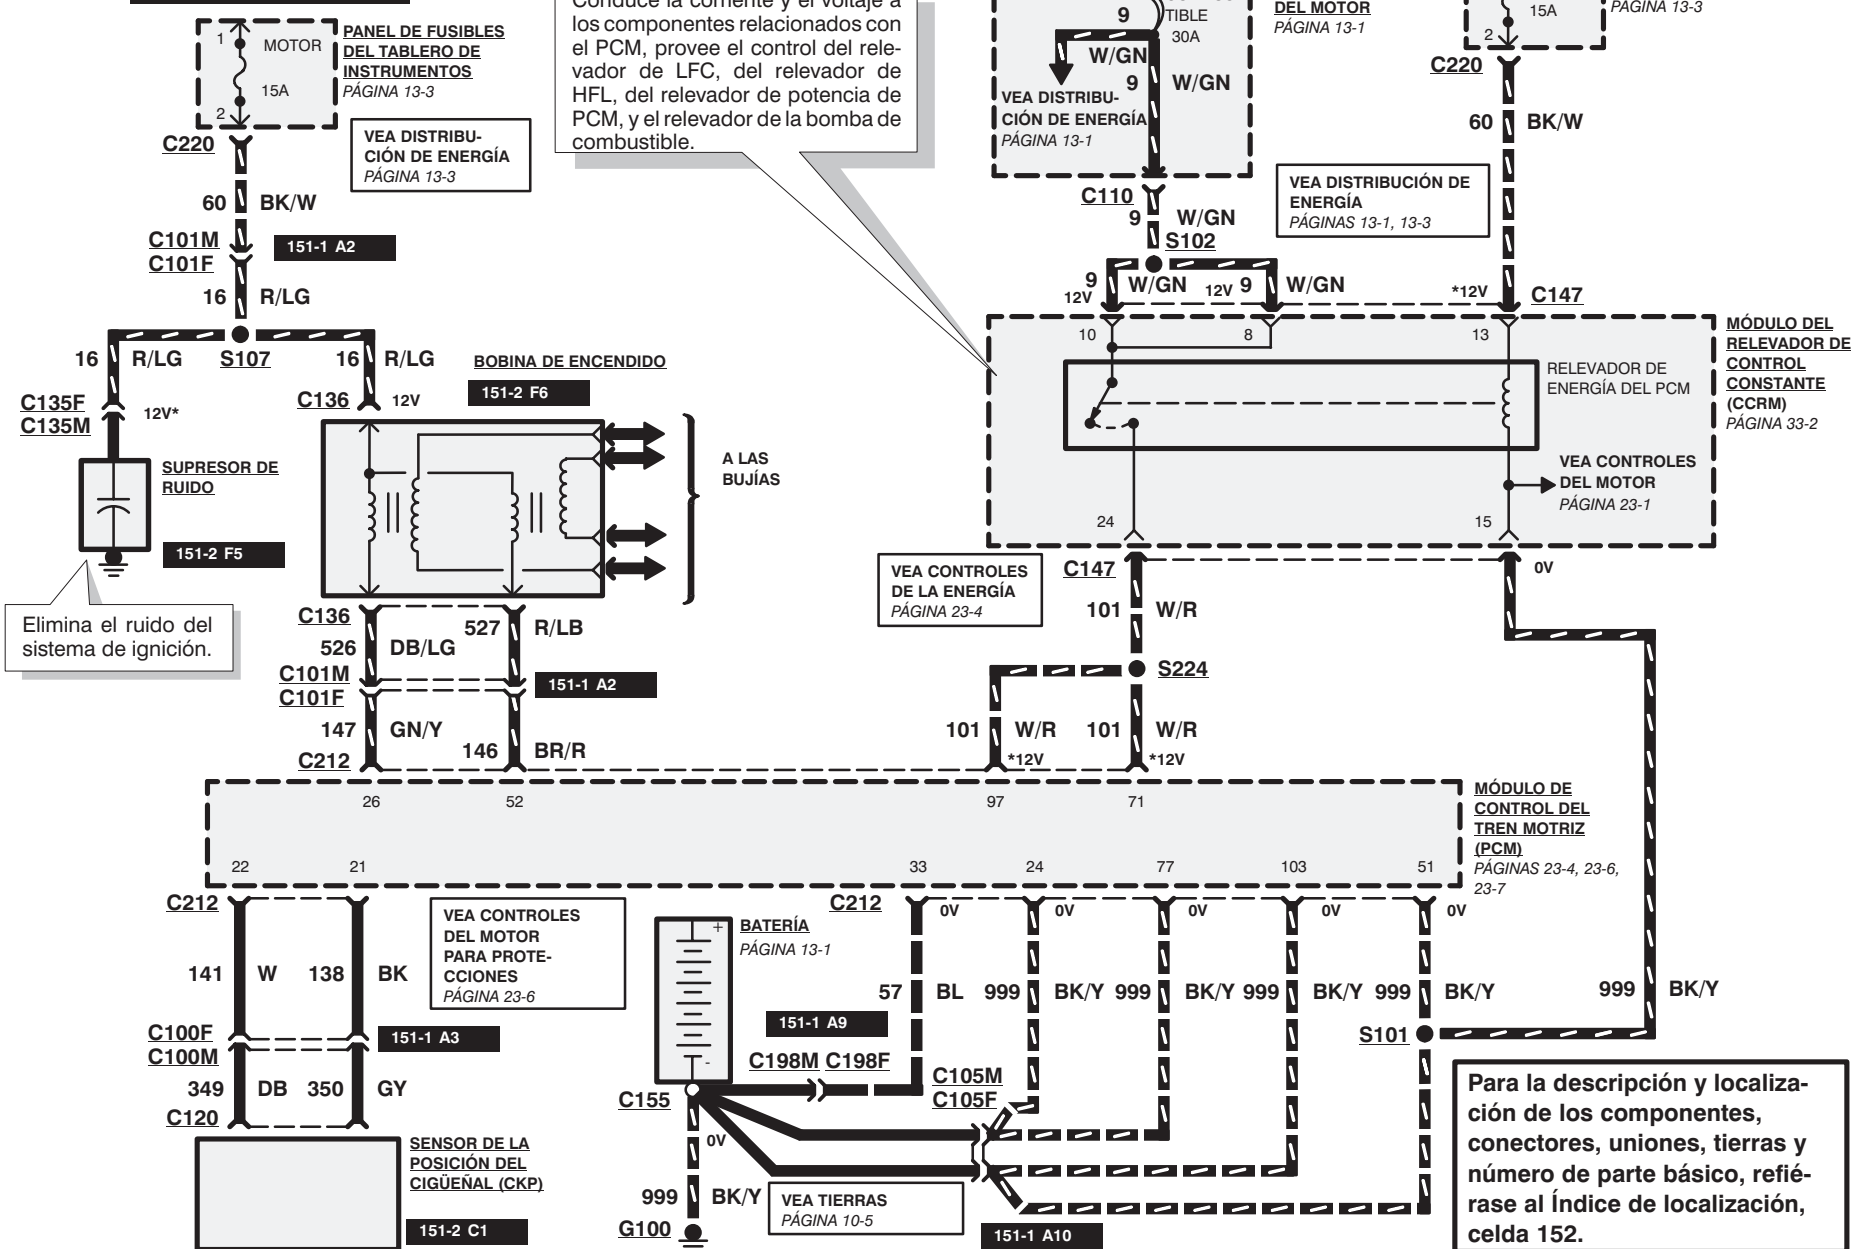 1
MOTOR
15A
2
PANEL DE FUSIBLES
DEL TABLERO DE
INSTRUMENTOS
PÁGINA 13-3
C220
VEA DISTRIBU-
CIÓN DE ENERGÍA
PÁGINA 13-3
60 BK/W
C101M
C101F
151-1 A2
16 R/LG
S107
16 R/LG
16 R/LG
C135F
C135M
12V*
SUPRESOR DE
RUIDO
151-2 F5
Elimina el ruido del
sistema de ignición.
C136 12V
BOBINA DE ENCENDIDO
151-2 F6
A LAS
BUJÍAS
C136
526 DB/LG
527 R/LB
C101M
C101F
151-1 A2
147 GN/Y
146 BR/R
C212
los componentes relacionados con
el PCM, provee el control del rele-
vador de LFC, del relevador de
HFL, del relevador de potencia de
PCM, y el relevador de la bomba de
combustible.
9
TIBLE
30A
DEL MOTOR
PÁGINA 13-1
W/GN
9 W/GN
VEA DISTRIBU-
CIÓN DE ENERGÍA
PÁGINA 13-1
C110
9 W/GN
S102
VEA DISTRIBUCIÓN DE
ENERGÍA
PÁGINAS 13-1, 13-3
15A
PÁGINA 13-3
2
C220
60 BK/W
9 W/GN
12V
12V 9 W/GN
*12V C147
10
8
13
RELEVADOR DE
ENERGÍA DEL PCM
MÓDULO DEL
RELEVADOR DE
CONTROL
CONSTANTE
(CCRM)
PÁGINA 33-2
VEA CONTROLES
DEL MOTOR
PÁGINA 23-1
24
15
VEA CONTROLES
DE LA ENERGÍA
PÁGINA 23-4
C147
0V
101 W/R
S224
101 W/R
101 W/R
*12V
*12V
26
52
97
71
MÓDULO DE
CONTROL DEL
TREN MOTRIZ
(PCM)
PÁGINAS 23-4, 23-6,
23-7
22
21
33
24
77
103
51
C212
C212
0V
0V
0V
0V
0V
VEA CONTROLES
DEL MOTOR
PARA PROTE-
CCIONES
PÁGINA 23-6
+
-
BATERÍA
PÁGINA 13-1
141 W
138 BK
57 BL
999 BK/Y
999 BK/Y
999 BK/Y
999 BK/Y
999 BK/Y
C100F
C100M
151-1 A3
151-1 A9
S101
349 DB
350 GY
C120
C198M C198F
C105M
C105F
C155
0V
SENSOR DE LA
POSICIÓN DEL
CIGÜEÑAL (CKP)
151-2 C1
999 BK/Y
G100
VEA TIERRAS
PÁGINA 10-5
151-1 A10
Para la descripción y localiza-
ción de los componentes,
conectores, uniones, tierras y
número de parte básico, refié-
rase al Índice de localización,
celda 152.